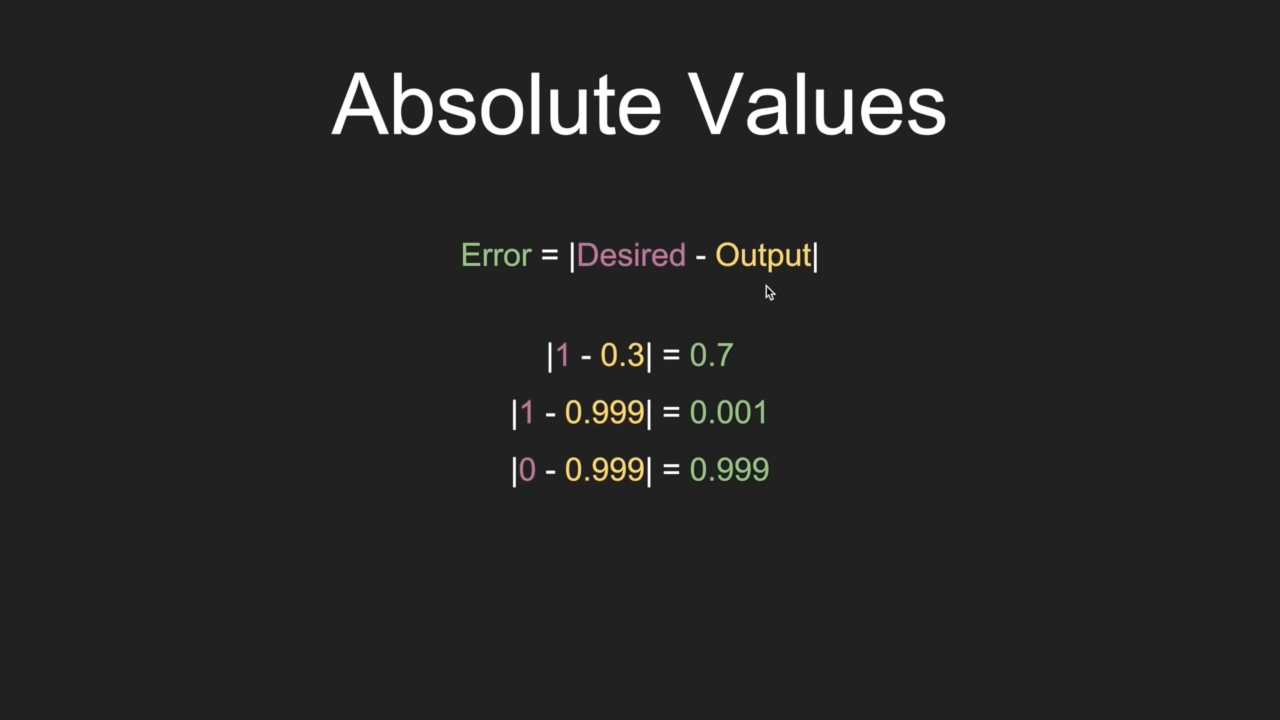 Absolute Values
Error = |Desired - Output|
|1 - 0.3| = 0.7
|1 - 0.999| = 0.001
|0 - 0.999| = 0.999